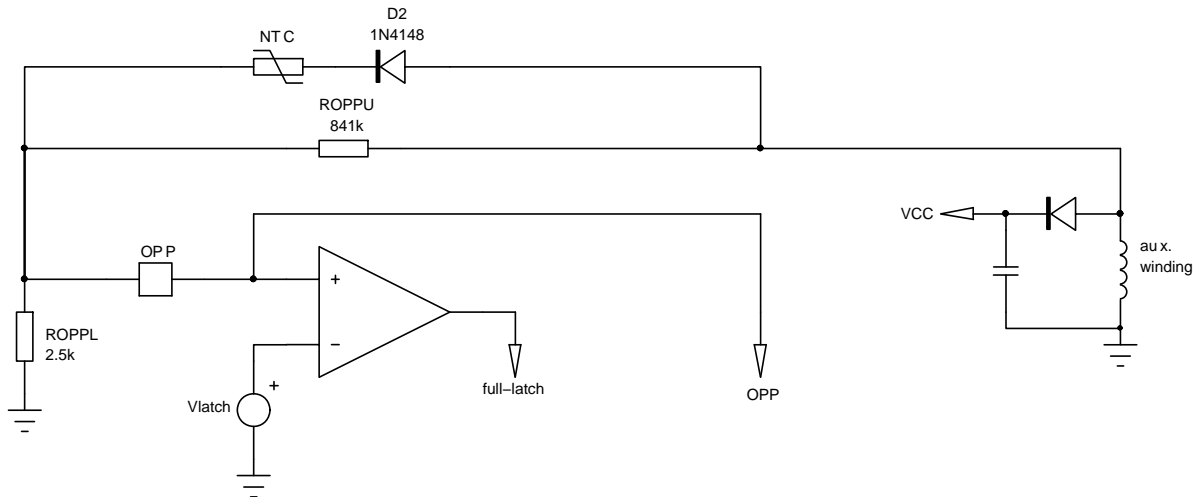 D2
1N4148
NTC
ROPPU
841k
VCC
aux.
winding
OPP
+
−
ROPPL
2.5k
+
Vlatch
full−latch
OPP